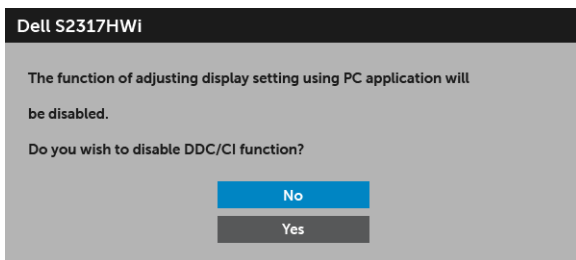 Dell S2317HWi
The function of adjusting display setting using PC application will
be disabled.
Do you wish to disable DDC/CI function?
No
Yes